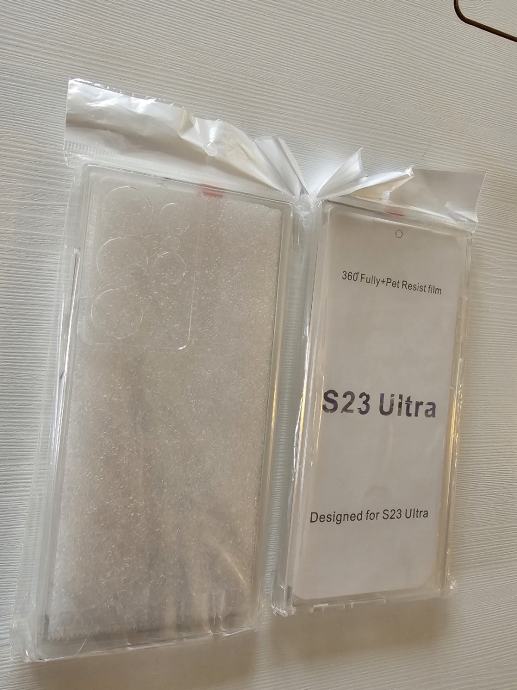 360°Fully+Pet Resist film
S23 Ultra
Designed for S23 Ultra